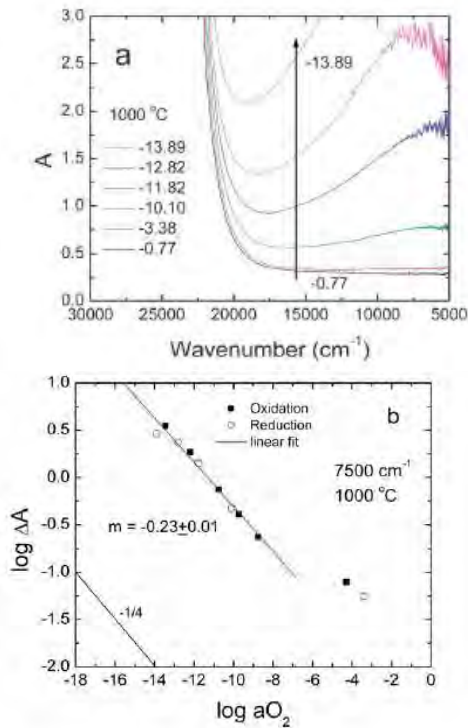 3.0
2.5
2.0
1.5
1.0
0.5
0.0
A
a
1000 °C
-13.89
-12.82
-11.82
-10.10
-3.38
-0.77
-13.89
-0.77
30000 25000 20000 15000 10000 5000
Wavenumber (cm⁻¹)
1.0
0.5
0.0
-0.5
-1.0
-1.5
-2.0
log ΔA
b
Oxidation
Reduction
linear fit
7500 cm⁻¹
1000 °C
m = -0.23±0.01
-1/4
-18 -16 -14 -12 -10 -8 -6 -4 -2 0
log aO₂